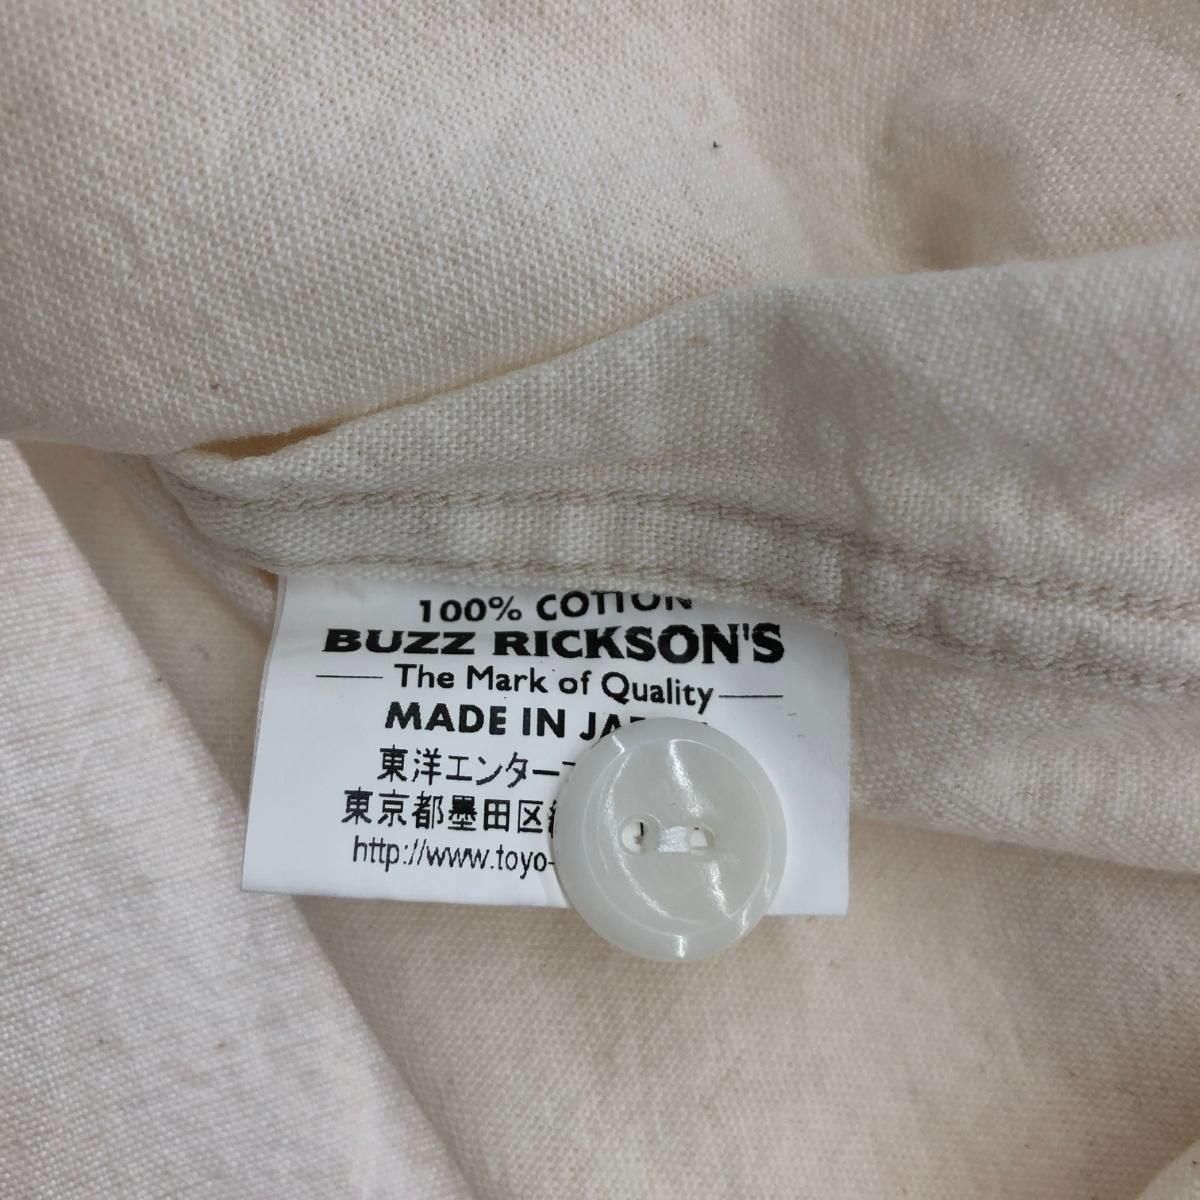 100% COTTON
BUZZ RICKSON'S
The Mark of Quality
MADE IN
東洋エンター
東京都墨田区
http://www.toyo-